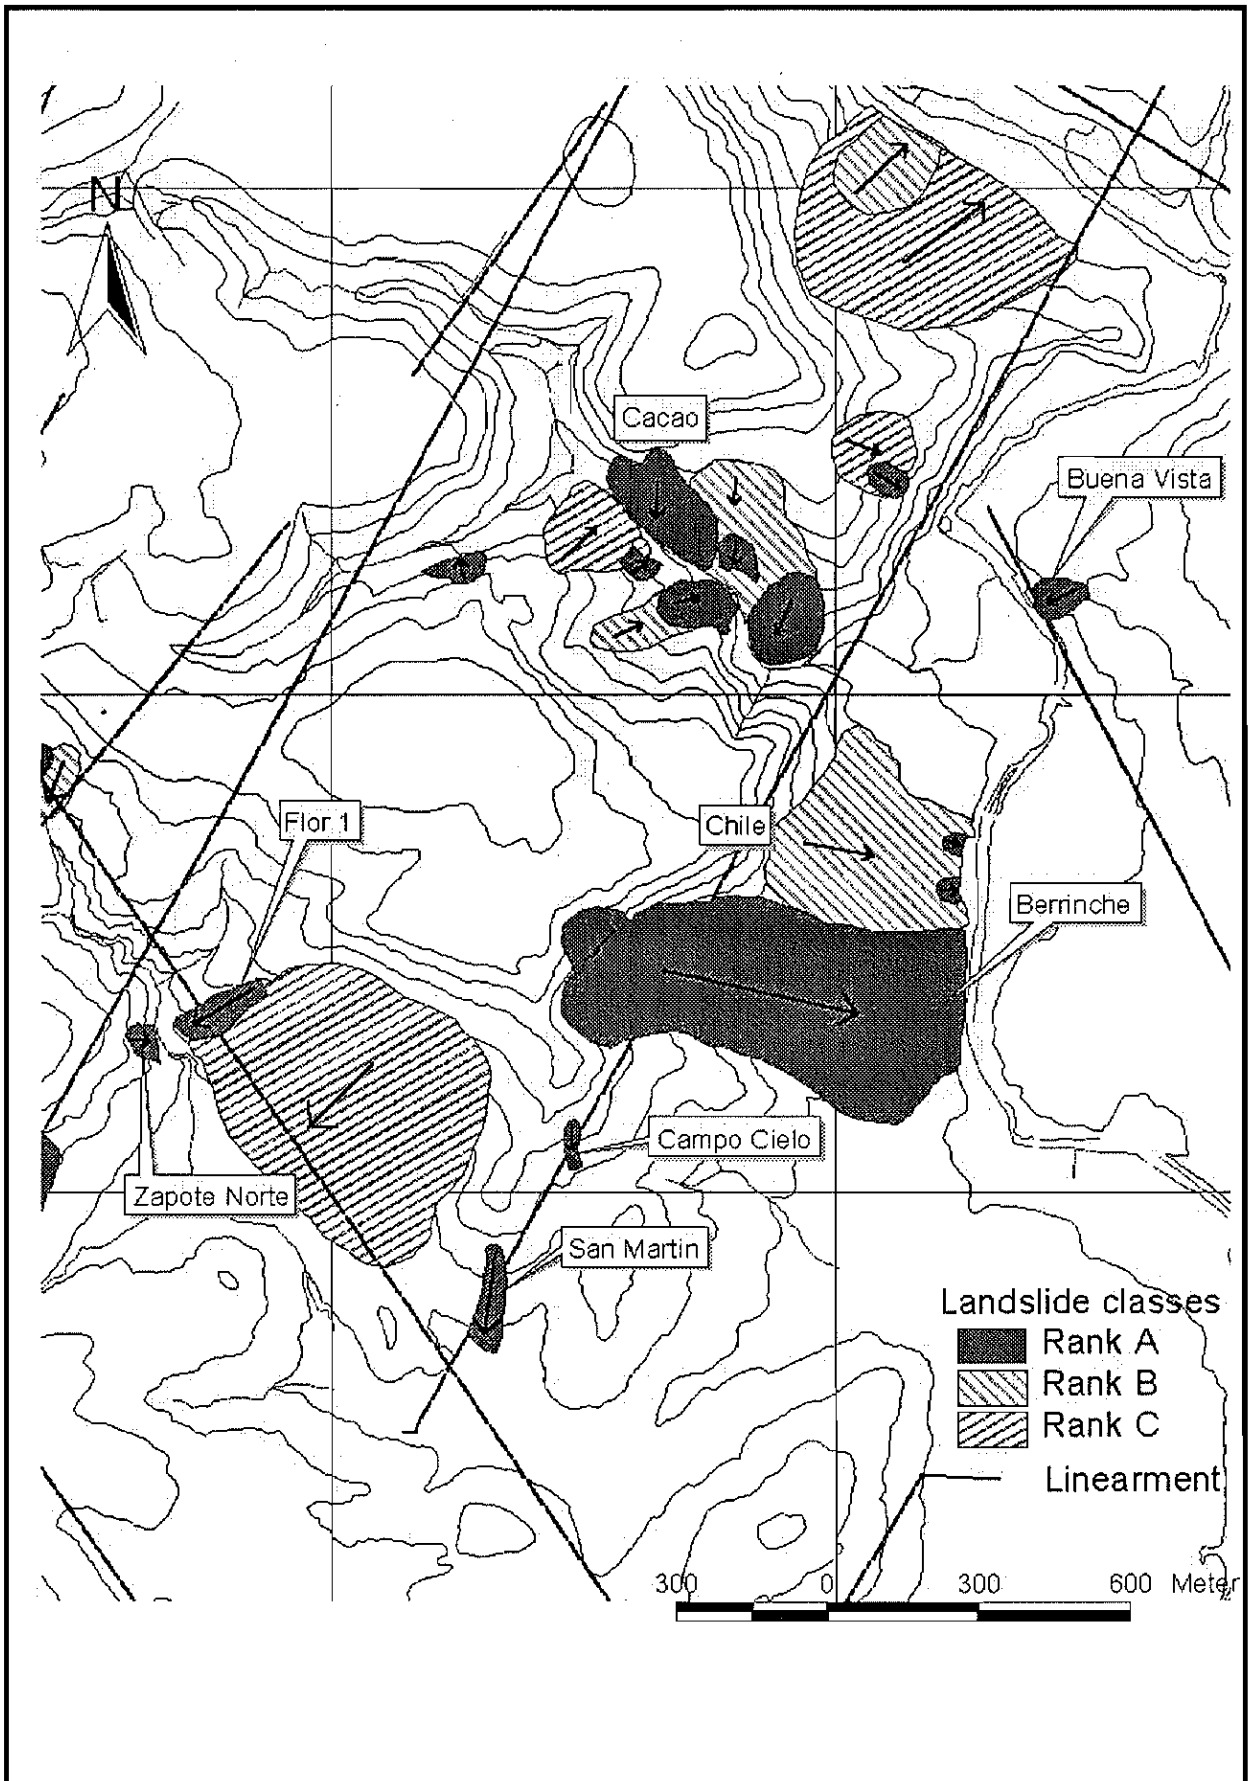 N
Cacao
Buena Vista
Flor 1
Chile
Berrinche
Campo Cielo
Zapote Norte
San Martin
Landslide classes
Rank A
Rank B
Rank C
Linearment
300 0 300 600 Meter